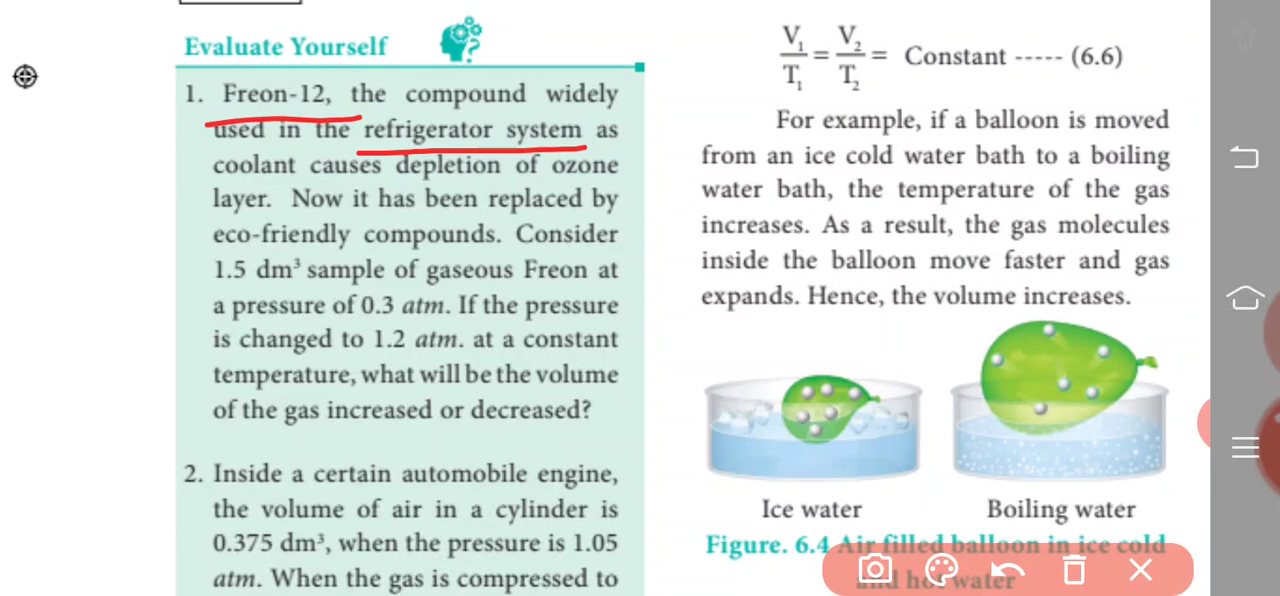 Evaluate Yourself
1. Freon-12, the compound widely
used in the refrigerator system as
coolant causes depletion of ozone
layer. Now it has been replaced by
eco-friendly compounds. Consider
1.5 dm³ sample of gaseous Freon at
a pressure of 0.3 atm. If the pressure
is changed to 1.2 atm. at a constant
temperature, what will be the volume
of the gas increased or decreased?
2. Inside a certain automobile engine,
the volume of air in a cylinder is
0.375 dm³, when the pressure is 1.05
atm. When the gas is compressed to
V₁/T₁ = V₂/T₂ = Constant ----- (6.6)
For example, if a balloon is moved
from an ice cold water bath to a boiling
water bath, the temperature of the gas
increases. As a result, the gas molecules
inside the balloon move faster and gas
expands. Hence, the volume increases.
Ice water
Boiling water
Figure. 6.4 Air filled balloon in ice cold
and hot water